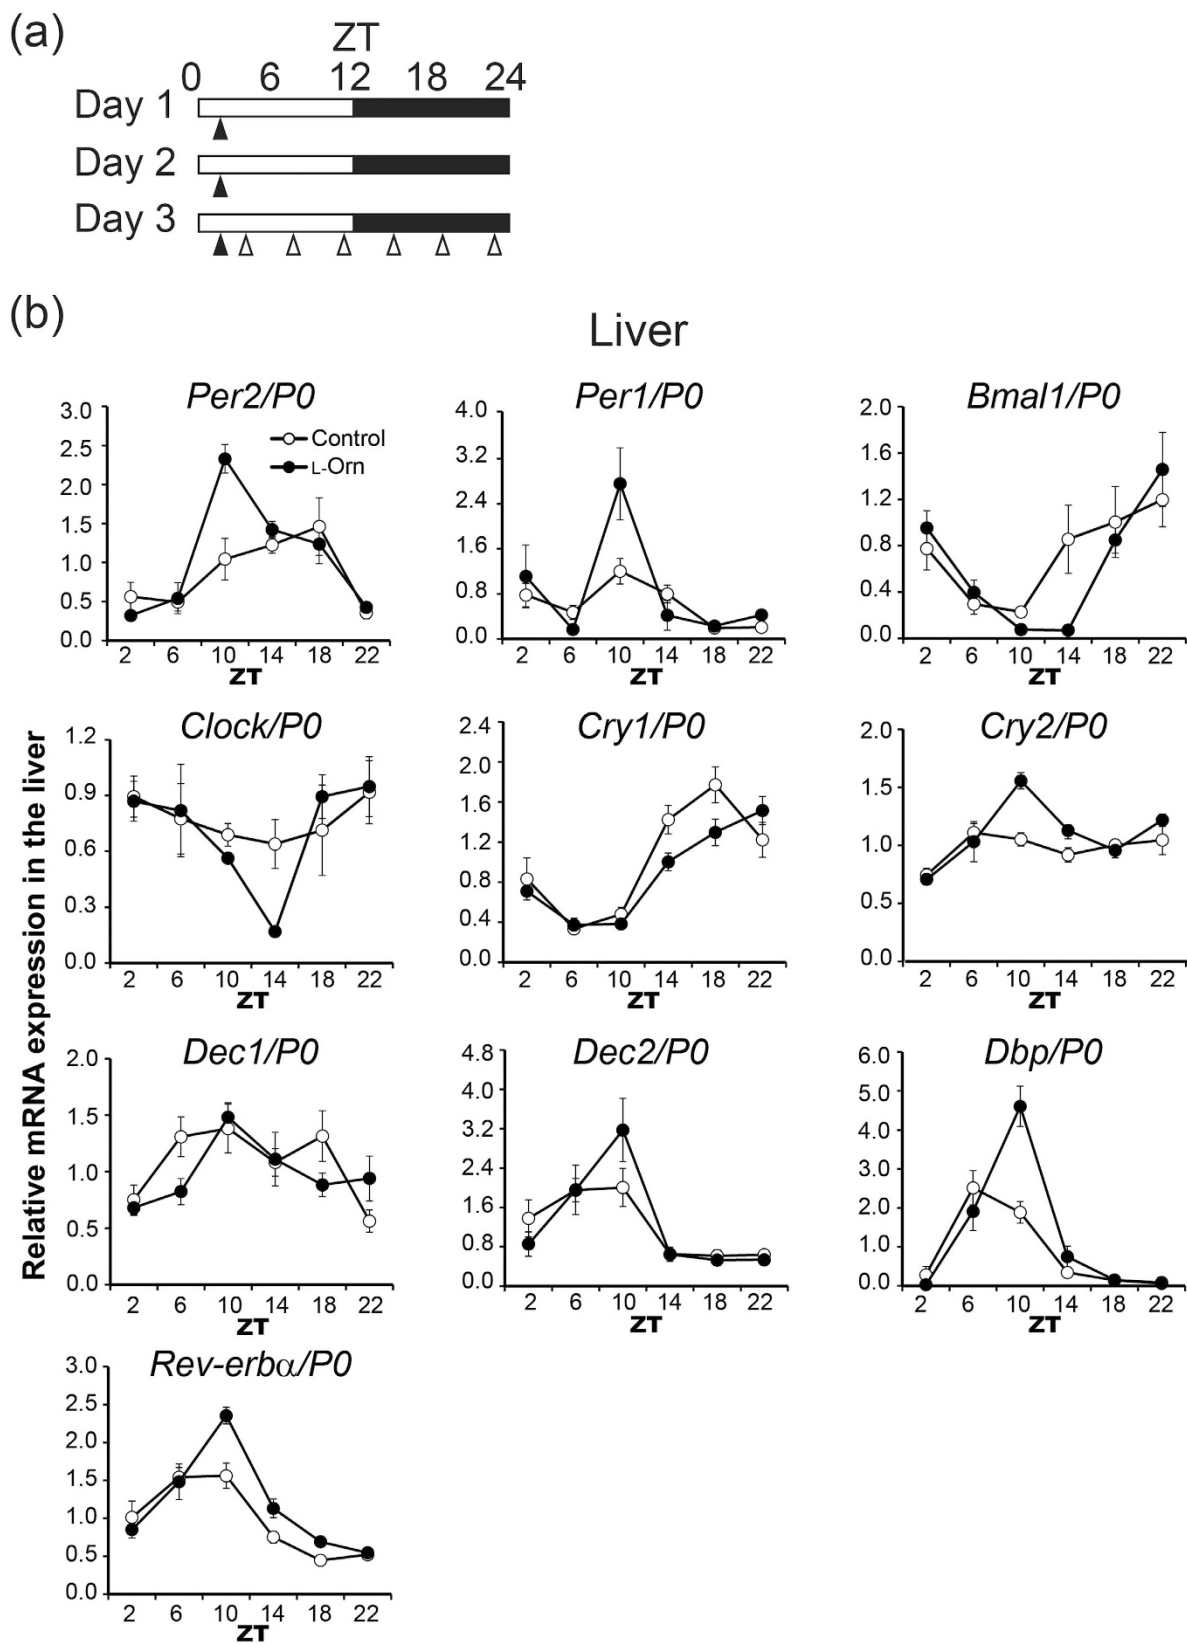 (a)
ZT
0 6 12 18 24
Day 1
Day 2
Day 3
(b)
Liver
Relative mRNA expression in the liver
Per2/P0
Control
L-Orn
3.0
2.5
2.0
1.5
1.0
0.5
0.0
2 6 10 14 18 22
ZT
Per1/P0
4.0
3.2
2.4
1.6
0.8
0.0
2 6 10 14 18 22
ZT
Bmal1/P0
2.0
1.6
1.2
0.8
0.4
0.0
2 6 10 14 18 22
ZT
Clock/P0
1.2
0.9
0.6
0.3
0.0
2 6 10 14 18 22
ZT
Cry1/P0
2.4
2.0
1.6
1.2
0.8
0.4
0.0
2 6 10 14 18 22
ZT
Cry2/P0
2.0
1.5
1.0
0.5
0.0
2 6 10 14 18 22
ZT
Dec1/P0
2.0
1.5
1.0
0.5
0.0
2 6 10 14 18 22
ZT
Dec2/P0
4.8
3.2
2.4
1.6
0.8
0.0
2 6 10 14 18 22
ZT
Dbp/P0
6.0
5.0
4.0
3.0
2.0
1.0
0.0
2 6 10 14 18 22
ZT
Rev-erbα/P0
3.0
2.5
2.0
1.5
1.0
0.5
0.0
2 6 10 14 18 22
ZT